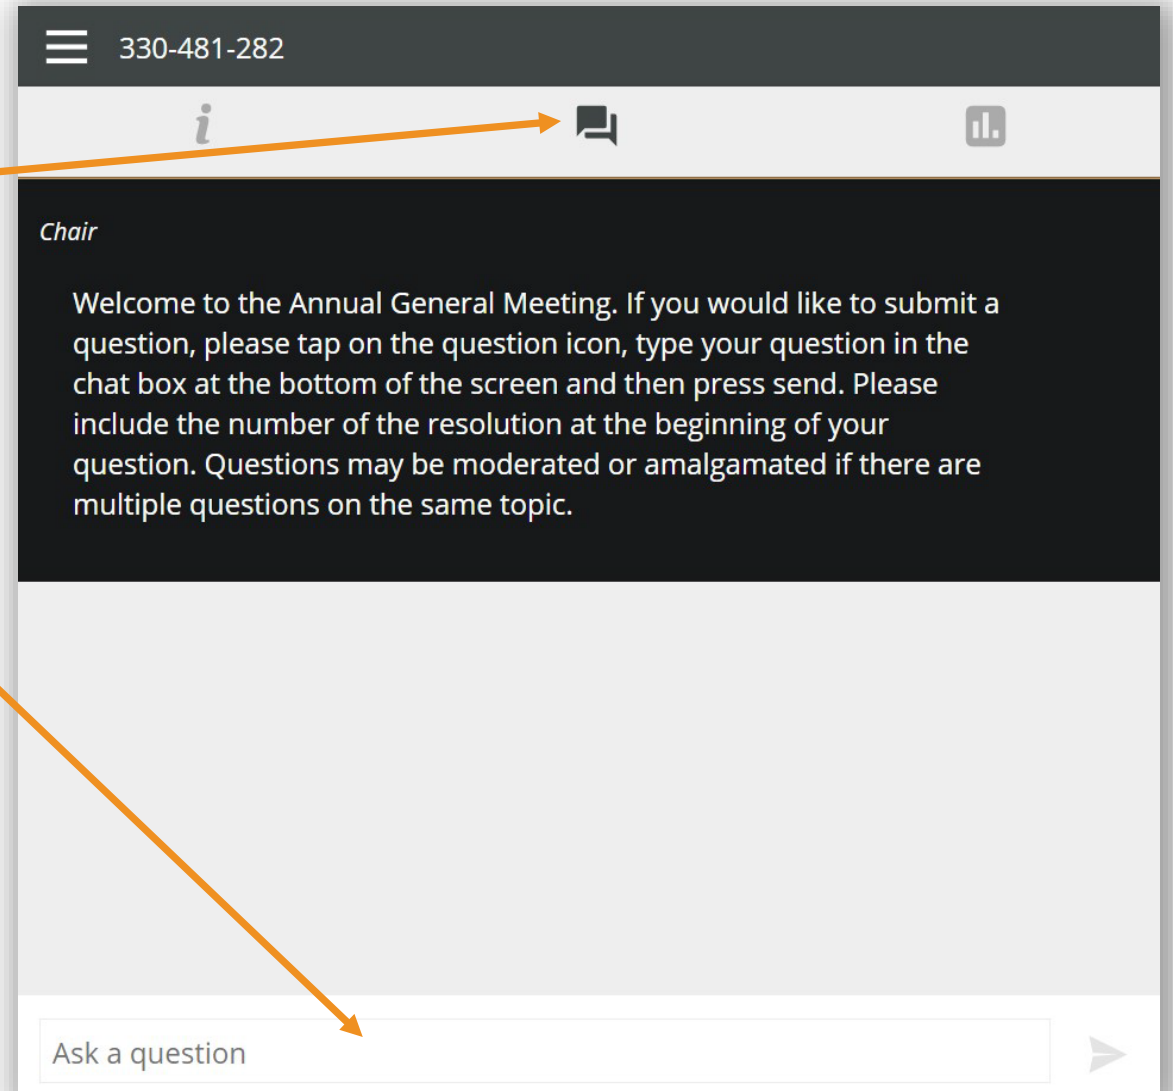 330-481-282
Chair
Welcome to the Annual General Meeting. If you would like to submit a
question, please tap on the question icon, type your question in the
chat box at the bottom of the screen and then press send. Please
include the number of the resolution at the beginning of your
question. Questions may be moderated or amalgamated if there are
multiple questions on the same topic.
Ask a question